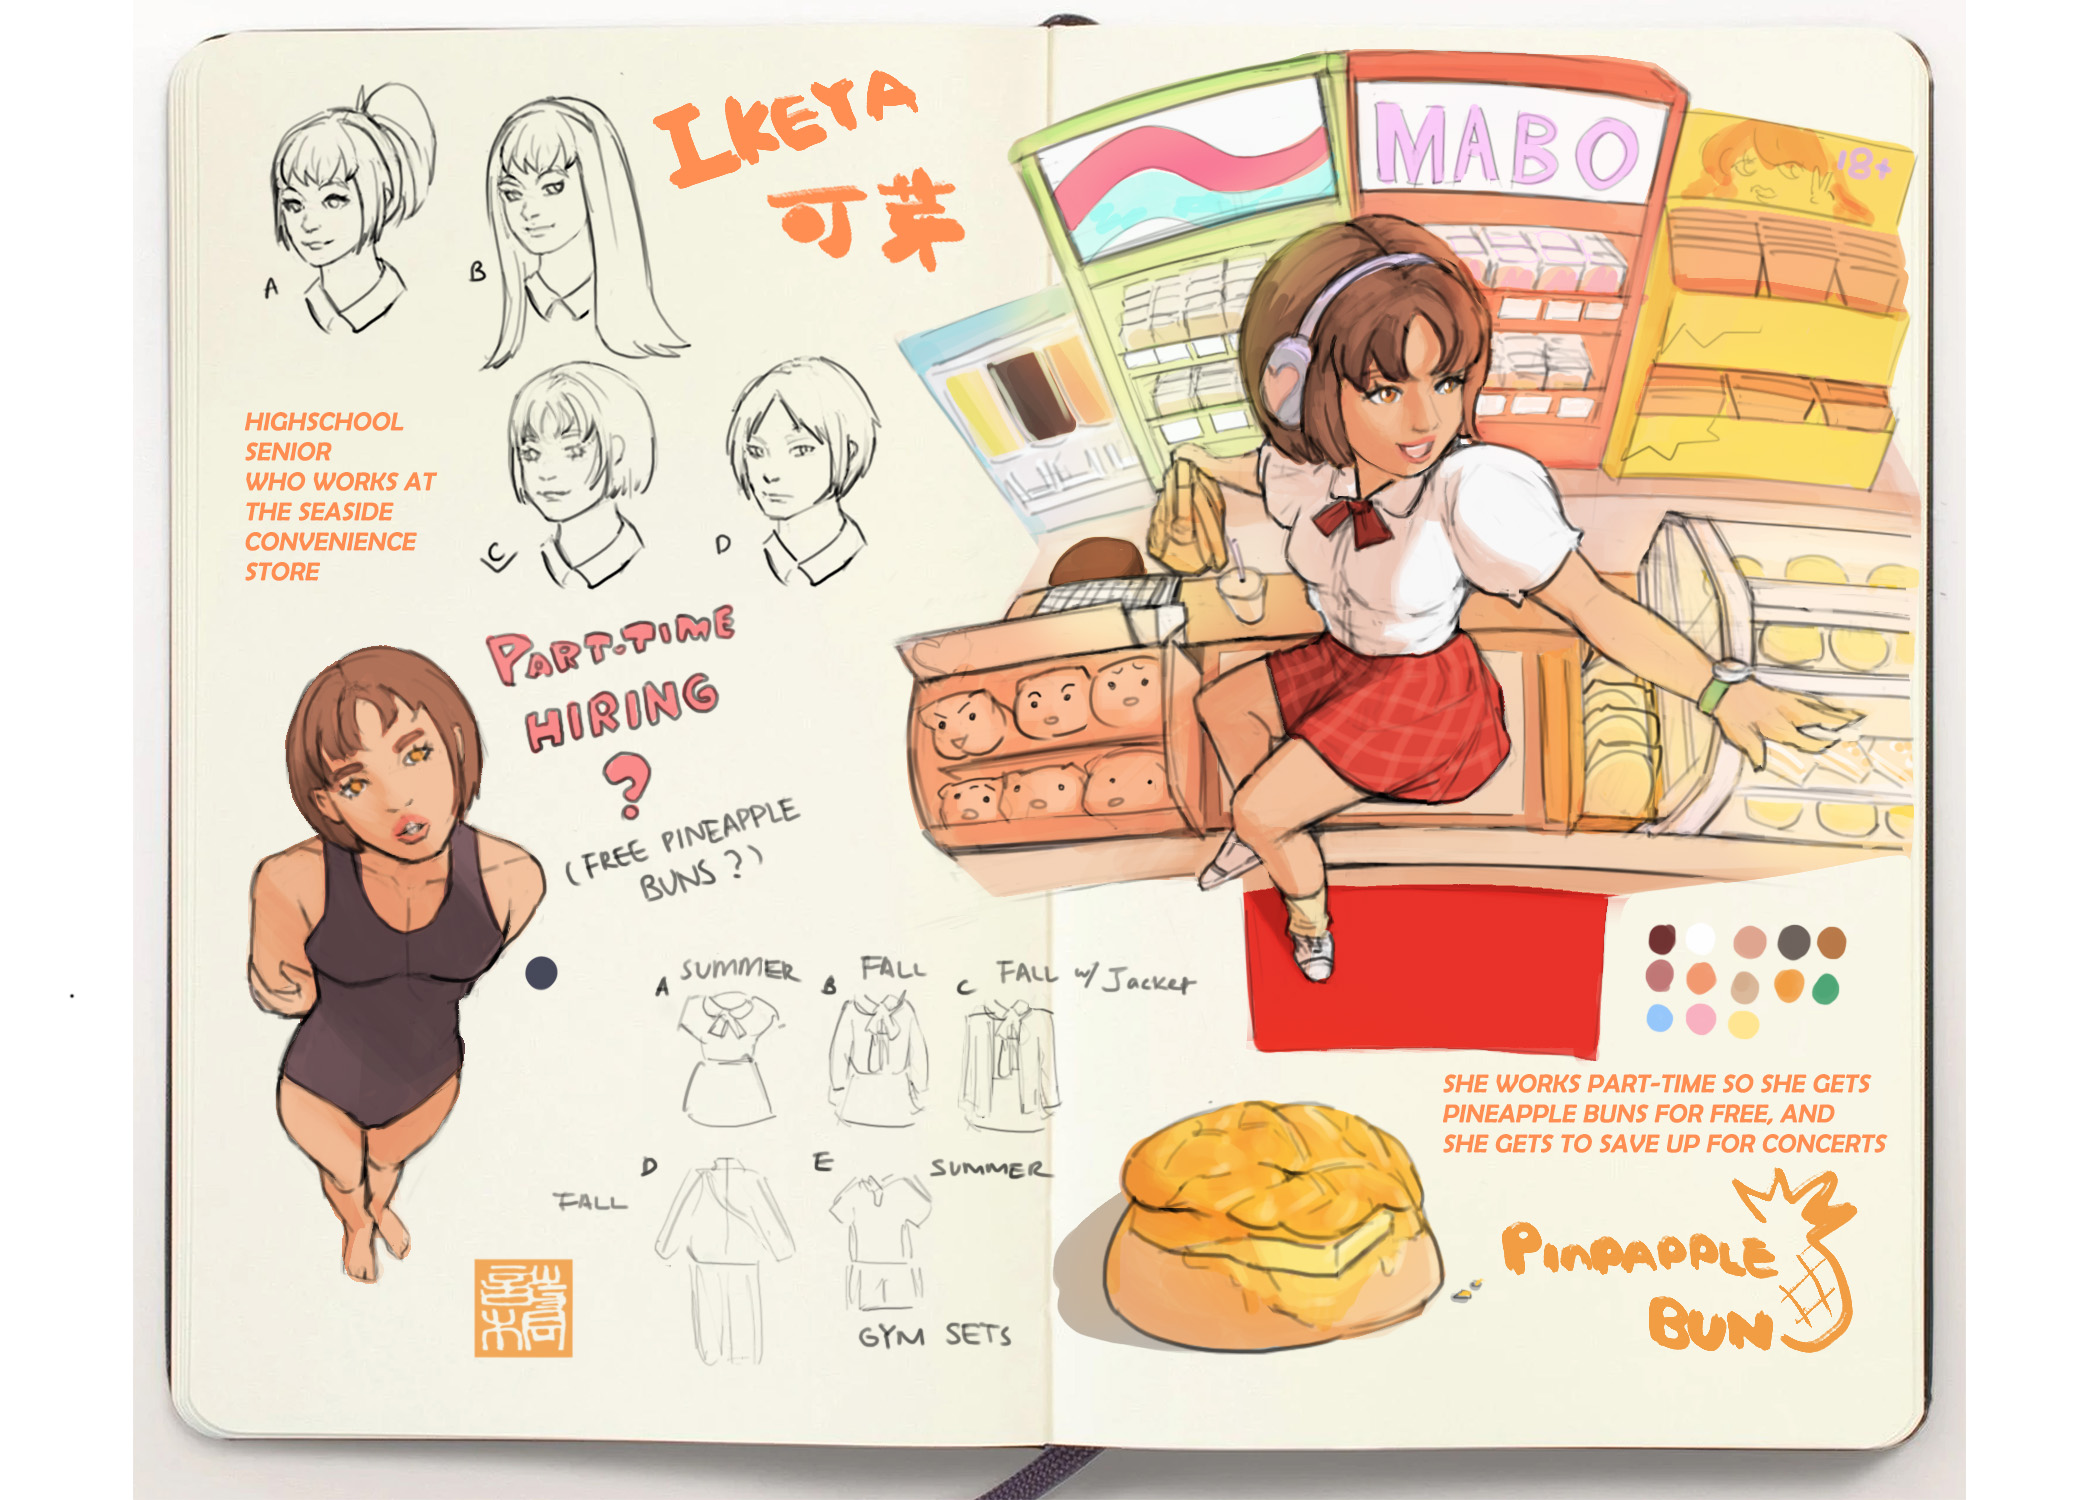 IKEYA
可芽
A
B
HIGHSCHOOL
SENIOR
WHO WORKS AT
THE SEASIDE
CONVENIENCE
STORE
C
D
PART-TIME
HIRING
?
(FREE PINEAPPLE
BUNS?)
A SUMMER
B FALL
C FALL w/ Jacket
D
FALL
E
SUMMER
GYM SETS
MABO
18+
SHE WORKS PART-TIME SO SHE GETS
PINEAPPLE BUNS FOR FREE, AND
SHE GETS TO SAVE UP FOR CONCERTS
PINPAPPLE
BUN